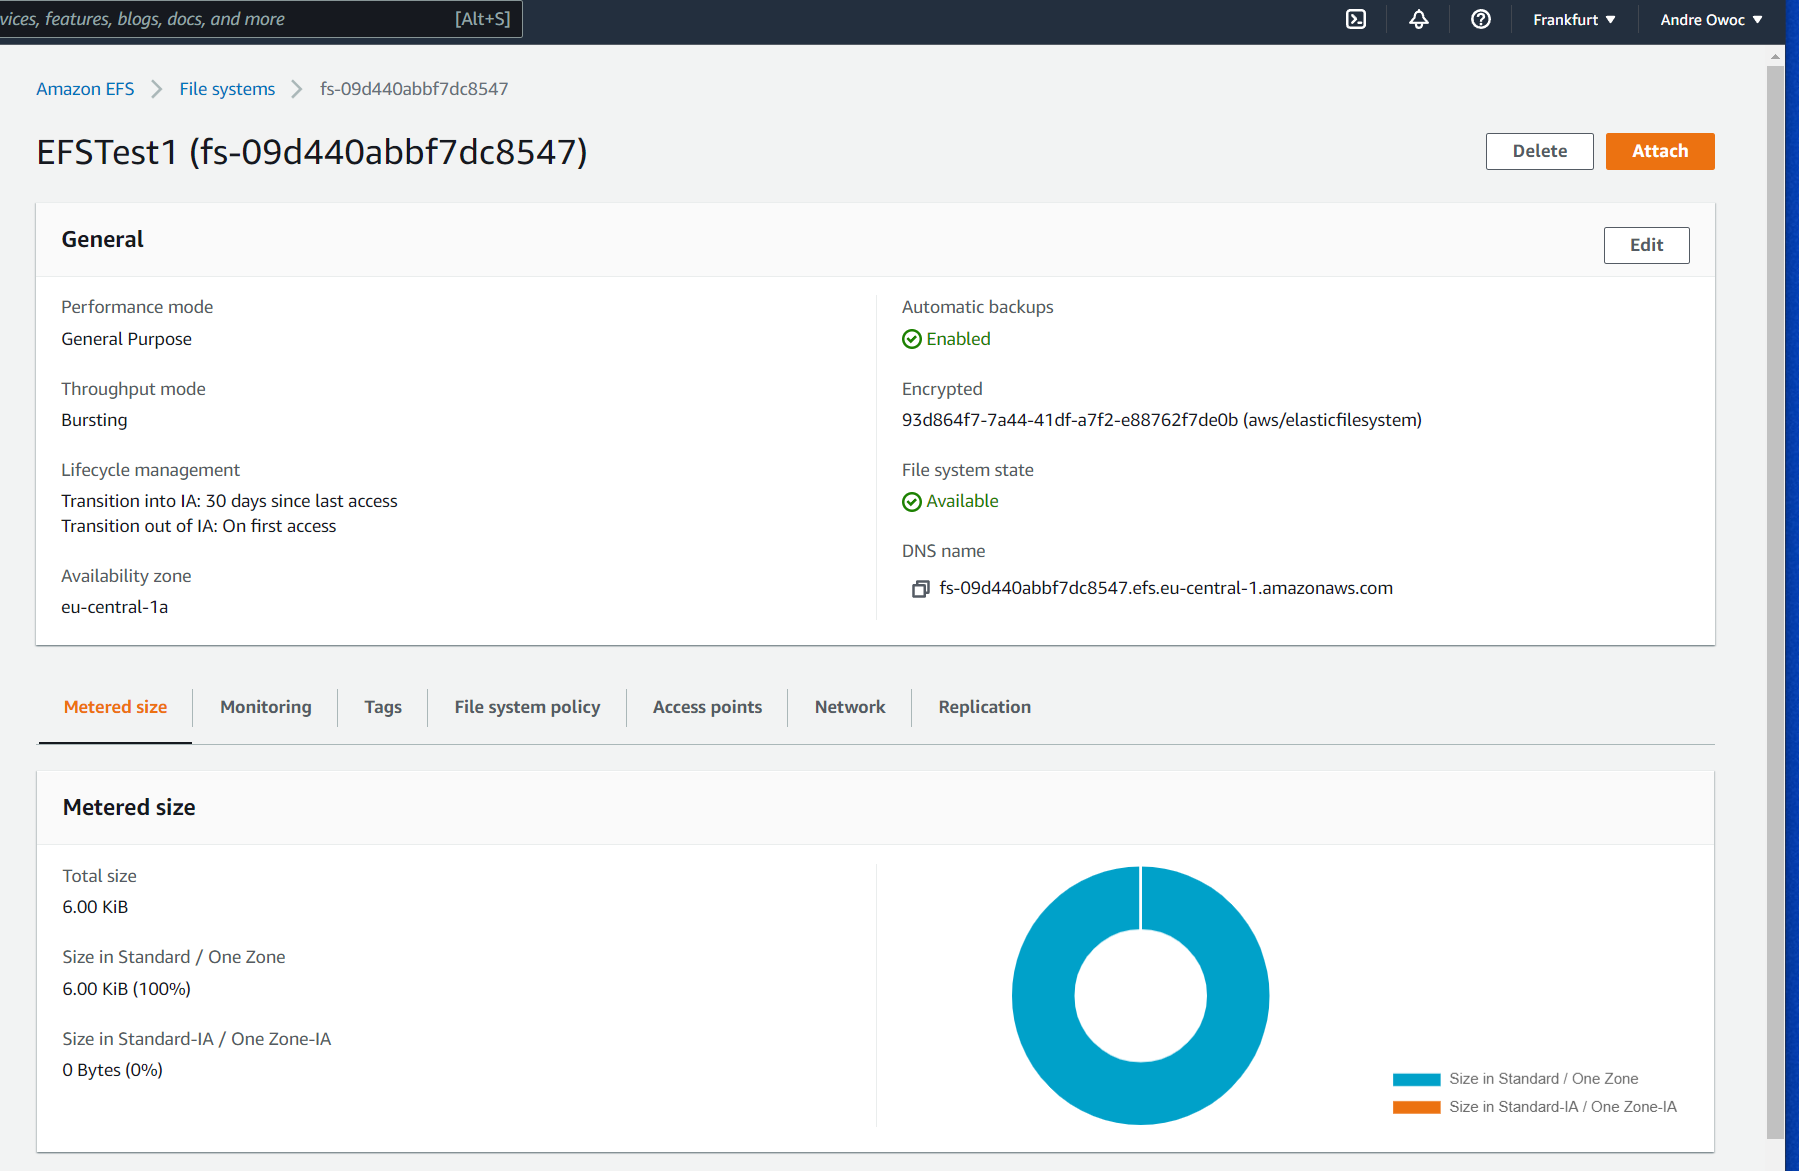 vices, features, blogs, docs, and more [Alt+S] Frankfurt Andre Owoc
Amazon EFS File systems fs-09d440abbf7dc8547
EFSTest1 (fs-09d440abbf7dc8547)
Delete Attach
General
Edit
Performance mode
General Purpose
Throughput mode
Bursting
Lifecycle management
Transition into IA: 30 days since last access
Transition out of IA: On first access
Availability zone
eu-central-1a
Automatic backups
Enabled
Encrypted
93d864f7-7a44-41df-a7f2-e88762f7de0b (aws/elasticfilesystem)
File system state
Available
DNS name
fs-09d440abbf7dc8547.efs.eu-central-1.amazonaws.com
Metered size Monitoring Tags File system policy Access points Network Replication
Metered size
Total size
6.00 KiB
Size in Standard / One Zone
6.00 KiB (100%)
Size in Standard-IA / One Zone-IA
0 Bytes (0%)
Size in Standard / One Zone
Size in Standard-IA / One Zone-IA